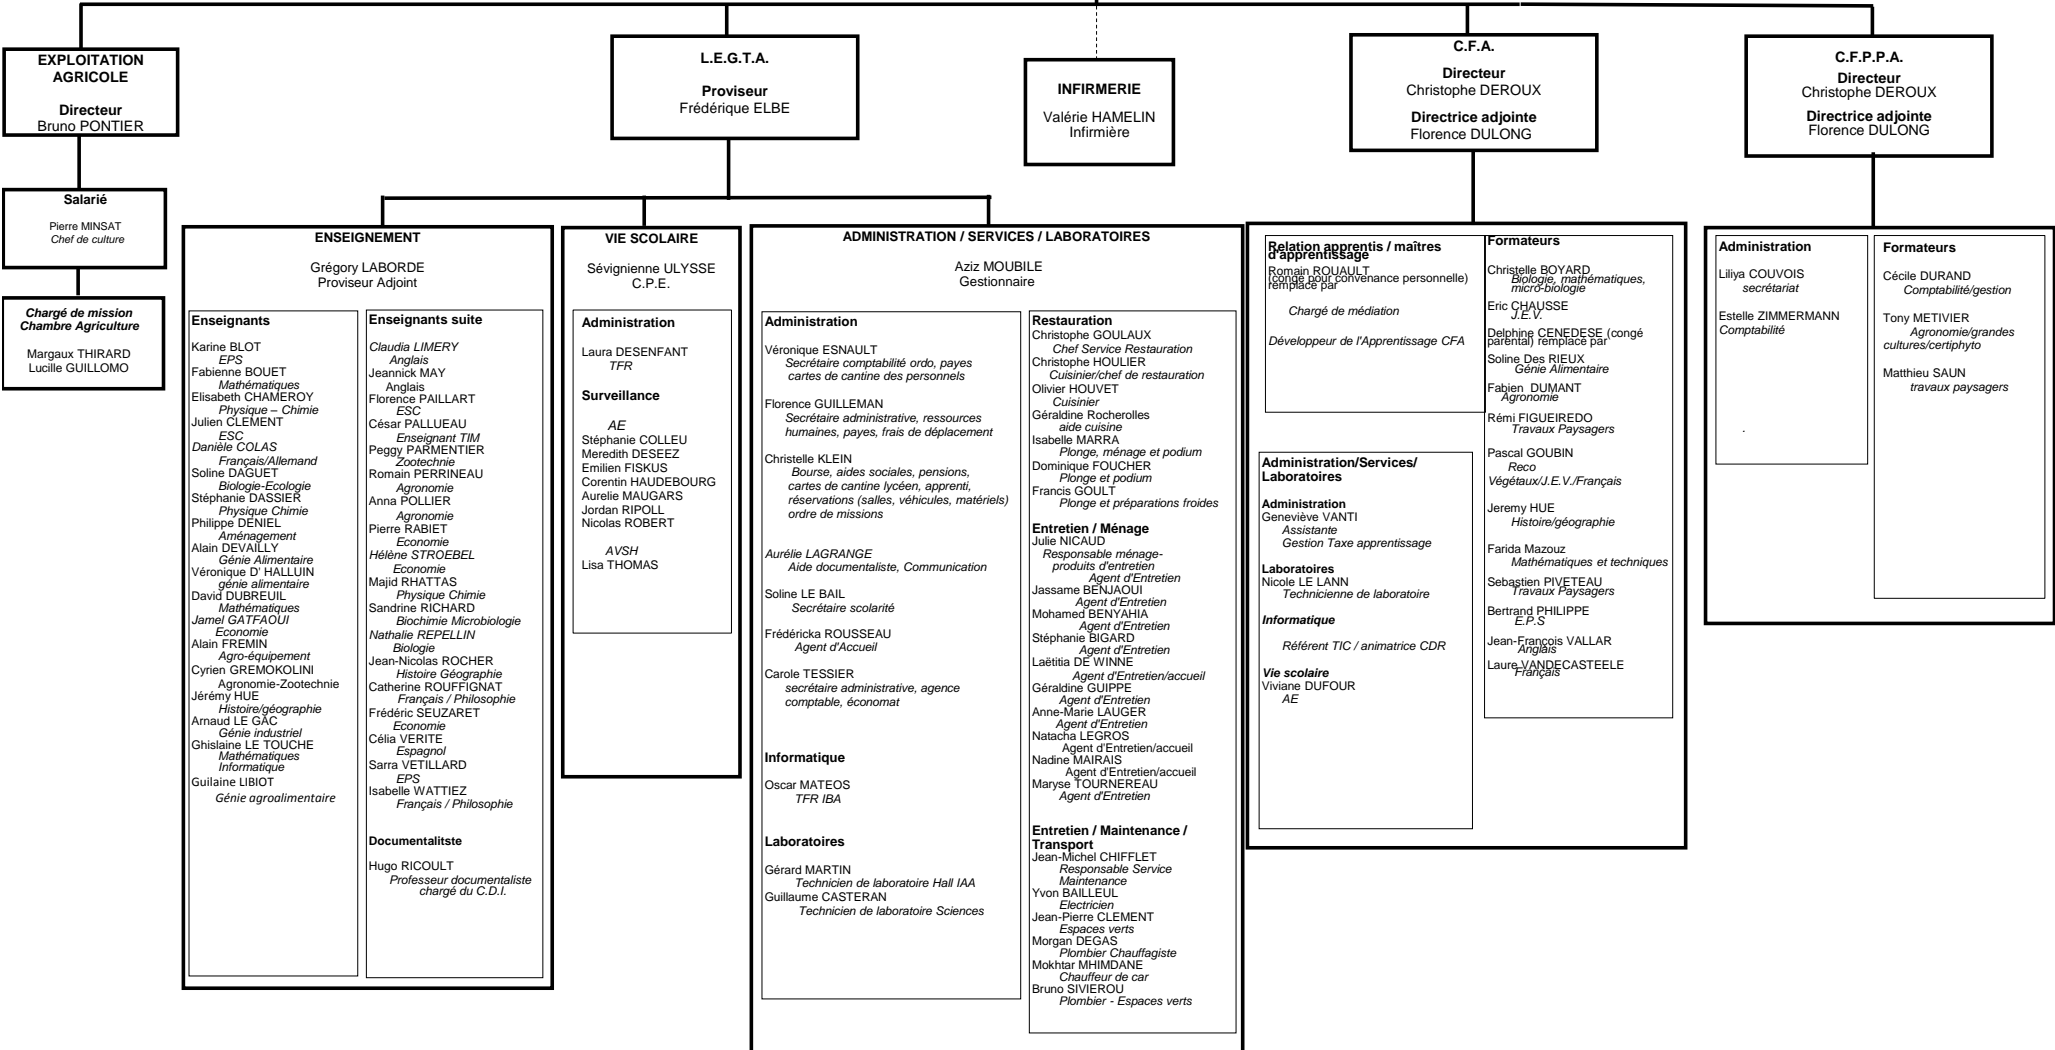 EXPLOITATION
AGRICOLE
Directeur
Bruno PONTIER
L.E.G.T.A.
Proviseur
Frédérique ELBE
INFIRMERIE
Valérie HAMELIN
Infirmière
C.F.A.
Directeur
Christophe DEROUX
Directrice adjointe
Florence DULONG
C.F.P.P.A.
Directeur
Christophe DEROUX
Directrice adjointe
Florence DULONG
Salarié
Pierre MINSAT
Chef de culture
Chargé de mission
Chambre Agriculture
Margaux THIRARD
Lucille GUILLOMO
ENSEIGNEMENT
Grégory LABORDE
Proviseur Adjoint
Enseignants
Karine BLOT
EPS
Fabienne BOUET
Mathématiques
Elisabeth CHAMEROY
Physique – Chimie
Julien CLEMENT
ESC
Danièle COLAS
Français/Allemand
Soline DAGUET
Biologie-Ecologie
Stéphanie DASSIER
Physique Chimie
Philippe DENIEL
Aménagement
Alain DEVAILLY
Génie Alimentaire
Véronique D' HALLUIN
génie alimentaire
David DUBREUIL
Mathématiques
Jamel GATFAOUI
Economie
Alain FREMIN
Agro-équipement
Cyrien GREMOKOLINI
Agronomie-Zootechnie
Jérémy HUE
Histoire/géographie
Arnaud LE GAC
Génie industriel
Ghislaine LE TOUCHE
Mathématiques
Informatique
Guilaine LIBIOT
Génie agroalimentaire
Enseignants suite
Claudia LIMERY
Anglais
Jeannick MAY
Anglais
Florence PAILLART
ESC
César PALLUEAU
Enseignant TIM
Peggy PARMENTIER
Zootechnie
Romain PERRINEAU
Agronomie
Anna POLLIER
Agronomie
Pierre RABIET
Economie
Hélène STROEBEL
Economie
Majid RHATTAS
Physique Chimie
Sandrine RICHARD
Biochimie Microbiologie
Nathalie REPELLIN
Biologie
Jean-Nicolas ROCHER
Histoire Géographie
Catherine ROUFFIGNAT
Français / Philosophie
Frédéric SEUZARET
Economie
Célia VERITE
Espagnol
Sarra VETILLARD
EPS
Isabelle WATTIEZ
Français / Philosophie
Documentalitste
Hugo RICOULT
Professeur documentaliste
chargé du C.D.I.
VIE SCOLAIRE
Sévignienne ULYSSE
C.P.E.
Administration
Laura DESENFANT
TFR
Surveillance
AE
Stéphanie COLLEU
Meredith DESEEZ
Emilien FISKUS
Corentin HAUDEBOURG
Aurelie MAUGARS
Jordan RIPOLL
Nicolas ROBERT
AVSH
Lisa THOMAS
ADMINISTRATION / SERVICES / LABORATOIRES
Aziz MOUBILE
Gestionnaire
Administration
Véronique ESNAULT
Secrétaire comptabilité ordo, payes
cartes de cantine des personnels
Florence GUILLEMAN
Secrétaire administrative, ressources
humaines, payes, frais de déplacement
Christelle KLEIN
Bourse, aides sociales, pensions,
cartes de cantine lycéen, apprenti,
réservations (salles, véhicules, matériels)
ordre de missions
Aurélie LAGRANGE
Aide documentaliste, Communication
Soline LE BAIL
Secrétaire scolarité
Frédéricka ROUSSEAU
Agent d'Accueil
Carole TESSIER
secrétaire administrative, agence
comptable, économat
Informatique
Oscar MATEOS
TFR IBA
Laboratoires
Gérard MARTIN
Technicien de laboratoire Hall IAA
Guillaume CASTERAN
Technicien de laboratoire Sciences
Restauration
Christophe GOULAUX
Chef Service Restauration
Christophe HOULIER
Cuisinier/chef de restauration
Olivier HOUVET
Cuisinier
Géraldine Rocherolles
aide cuisine
Isabelle MARRA
Plonge, ménage et podium
Dominique FOUCHER
Plonge et podium
Francis GOULT
Plonge et préparations froides
Entretien / Ménage
Julie NICAUD
Responsable ménage-
produits d'entretien
Agent d'Entretien
Jassame BENJAOUI
Agent d'Entretien
Mohamed BENYAHIA
Agent d'Entretien
Stéphanie BIGARD
Agent d'Entretien
Laëtitia DE WINNE
Agent d'Entretien/accueil
Géraldine GUIPPE
Agent d'Entretien
Anne-Marie LAUGER
Agent d'Entretien
Natacha LEGROS
Agent d'Entretien/accueil
Nadine MAIRAIS
Agent d'Entretien/accueil
Maryse TOURNEREAU
Agent d'Entretien
Entretien / Maintenance /
Transport
Jean-Michel CHIFFLET
Responsable Service
Maintenance
Yvon BAILLEUL
Electricien
Jean-Pierre CLEMENT
Espaces verts
Morgan DEGAS
Plombier Chauffagiste
Mokhtar MHIMDANE
Chauffeur de car
Bruno SIVIEROU
Plombier - Espaces verts
Relation apprentis / maîtres
d'apprentissage
Romain ROUAULT
(congé pour convenance personnelle)
remplacé par
Chargé de médiation
Développeur de l'Apprentissage CFA
Administration/Services/
Laboratoires
Administration
Geneviève VANTI
Assistante
Gestion Taxe apprentissage
Laboratoires
Nicole LE LANN
Technicienne de laboratoire
Informatique
Référent TIC / animatrice CDR
Vie scolaire
Viviane DUFOUR
AE
Formateurs
Christelle BOYARD
Biologie, mathématiques,
micro-biologie
Eric CHAUSSE
J.E.V.
Delphine CENEDESE (congé
parental) remplacé par
Soline Des RIEUX
Génie Alimentaire
Fabien DUMANT
Agronomie
Rémi FIGUEIREDO
Travaux Paysagers
Pascal GOUBIN
Reco
Végétaux/J.E.V./Français
Jeremy HUE
Histoire/géographie
Farida Mazouz
Mathématiques et techniques
Sebastien PIVETEAU
Travaux Paysagers
Bertrand PHILIPPE
E.P.S
Jean-François VALLAR
Anglais
Laure VANDECASTEELE
Français
Administration
Liliya COUVOIS
secrétariat
Estelle ZIMMERMANN
Comptabilité
.
Formateurs
Cécile DURAND
Comptabilité/gestion
Tony METIVIER
Agronomie/grandes
cultures/certiphyto
Matthieu SAUN
travaux paysagers